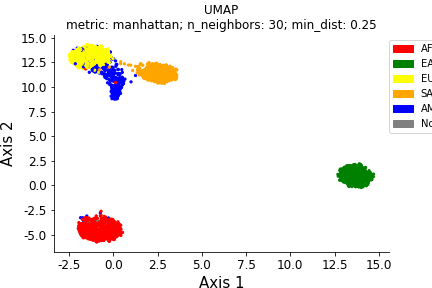 UMAP
metric: manhattan; n_neighbors: 30; min_dist: 0.25
15.0
12.5
10.0
7.5
5.0
2.5
0.0
-2.5
-5.0
Axis 2
-2.5 0.0 2.5 5.0 7.5 10.0 12.5 15.0
Axis 1
AF
EA
EU
SA
AM
No